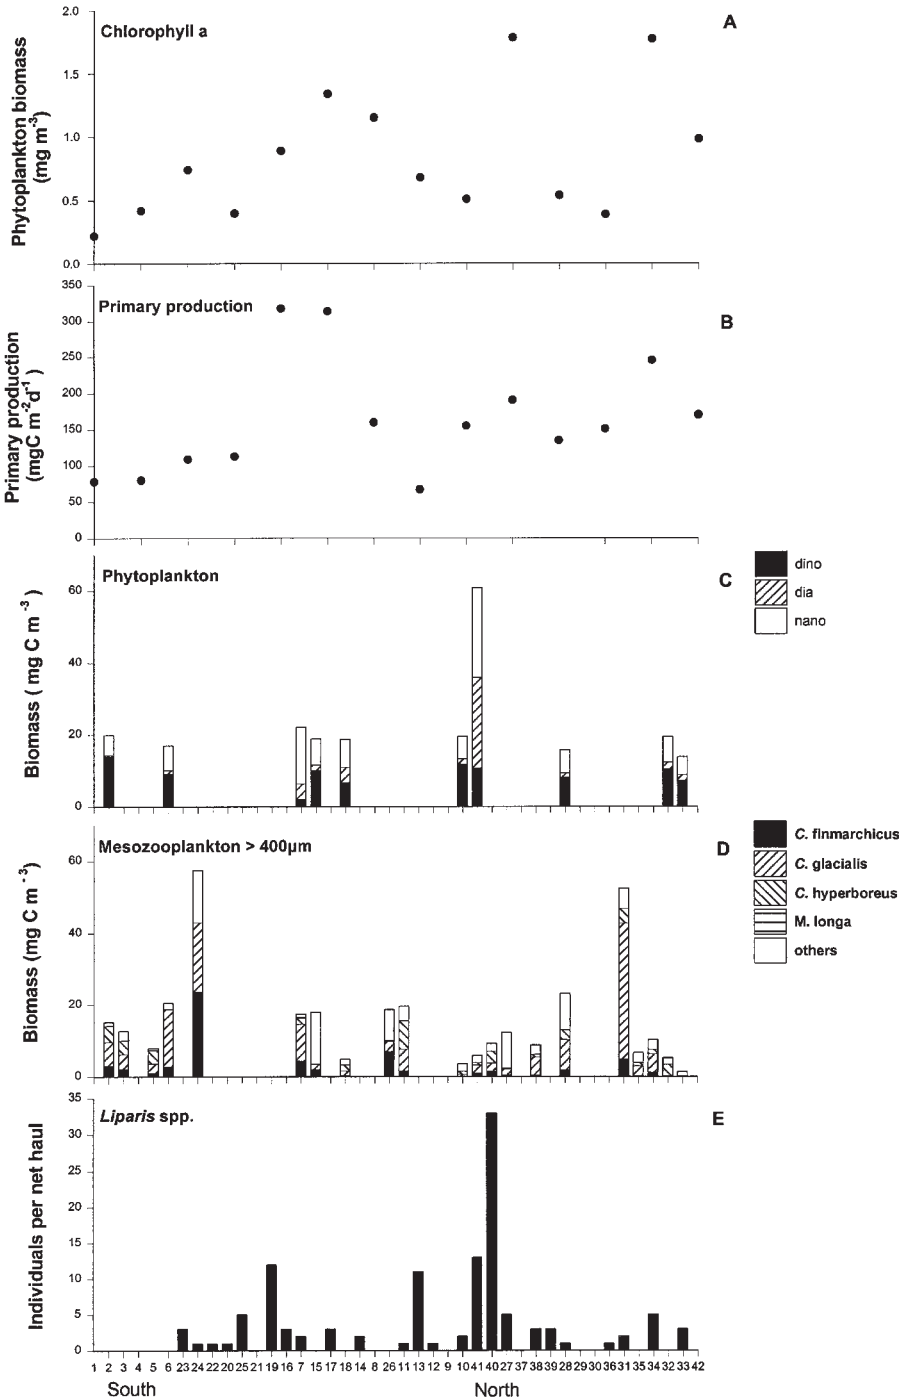 Chlorophyll a
A
Phytoplankton biomass
(mg m-3)
2.0
1.5
1.0
0.5
0.0
Primary production
B
Primary production
(mgC m-2d-1)
350
300
250
200
150
100
50
0
Phytoplankton
C
Biomass ( mg C m -3)
60
40
20
0
dino
dia
nano
Mesozooplankton > 400µm
D
Biomass (mg C m -3)
60
40
20
0
C. finmarchicus
C. glacialis
C. hyperboreus
M. longa
others
Liparis spp.
E
Individuals per net haul
35
30
25
20
15
10
5
0
1 2 3 4 5 6 23 24 22 20 25 21 19 16 7 15 17 18 14 8 26 11 13 12 9 10 41 40 27 37 38 39 28 29 30 36 31 35 34 32 33 42
South North